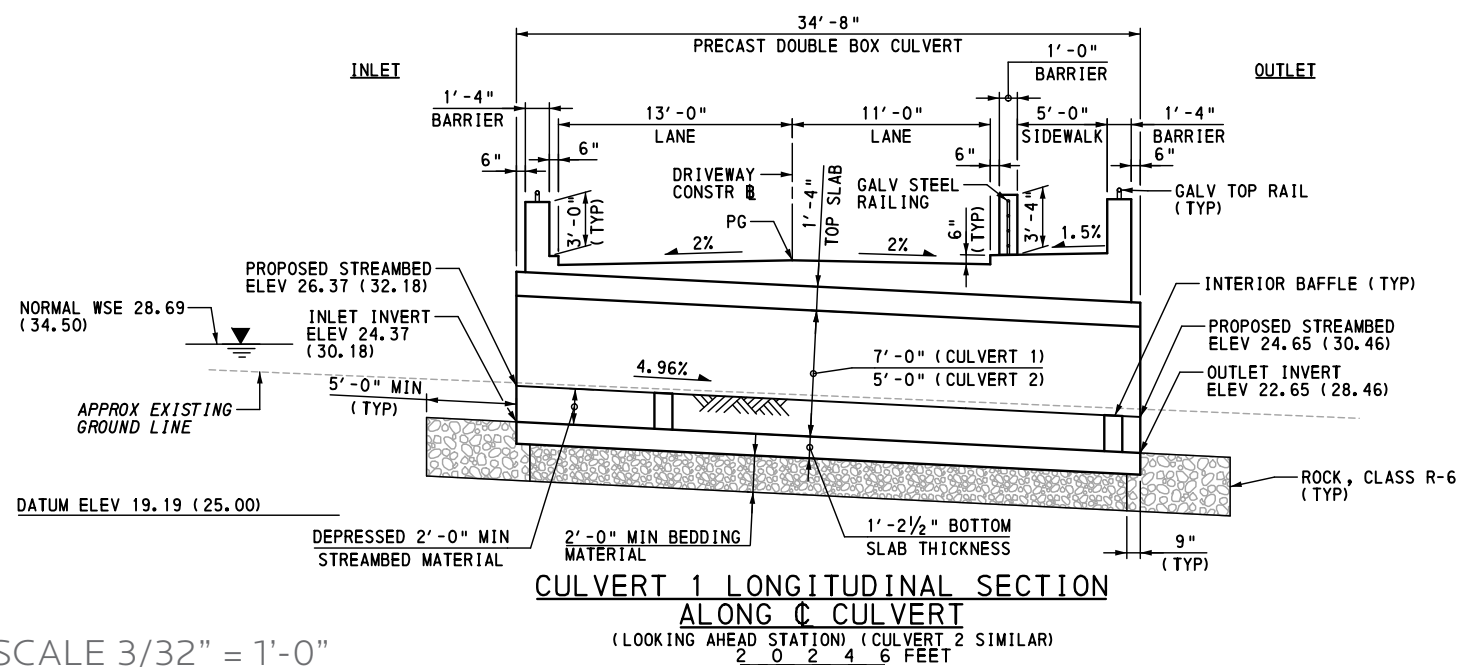 34'-8"
PRECAST DOUBLE BOX CULVERT
INLET
1'-0"
BARRIER
OUTLET
1'-4"
BARRIER
13'-0"
LANE
11'-0"
LANE
5'-0"
SIDEWALK
1'-4"
BARRIER
6"
6"
DRIVEWAY
CONSTR BL
1'-4"
TOP SLAB
6"
GALV STEEL
RAILING
6"
GALV TOP RAIL
(TYP)
3'-0"
(TYP)
PG
2%
2%
6"
(TYP)
3'-4"
(TYP)
1.5%
PROPOSED STREAMBED
ELEV 26.37 (32.18)
INTERIOR BAFFLE (TYP)
NORMAL WSE 28.69
(34.50)
INLET INVERT
ELEV 24.37
(30.18)
PROPOSED STREAMBED
ELEV 24.65 (30.46)
4.96%
7'-0" (CULVERT 1)
5'-0" (CULVERT 2)
OUTLET INVERT
ELEV 22.65 (28.46)
5'-0" MIN
(TYP)
APPROX EXISTING
GROUND LINE
ROCK, CLASS R-6
(TYP)
DATUM ELEV 19.19 (25.00)
DEPRESSED 2'-0" MIN
STREAMBED MATERIAL
2'-0" MIN BEDDING
MATERIAL
1'-2½" BOTTOM
SLAB THICKNESS
9"
(TYP)
CULVERT 1 LONGITUDINAL SECTION
ALONG ℄ CULVERT
(LOOKING AHEAD STATION) (CULVERT 2 SIMILAR)
2 0 2 4 6 FEET
SCALE 3/32" = 1'-0"